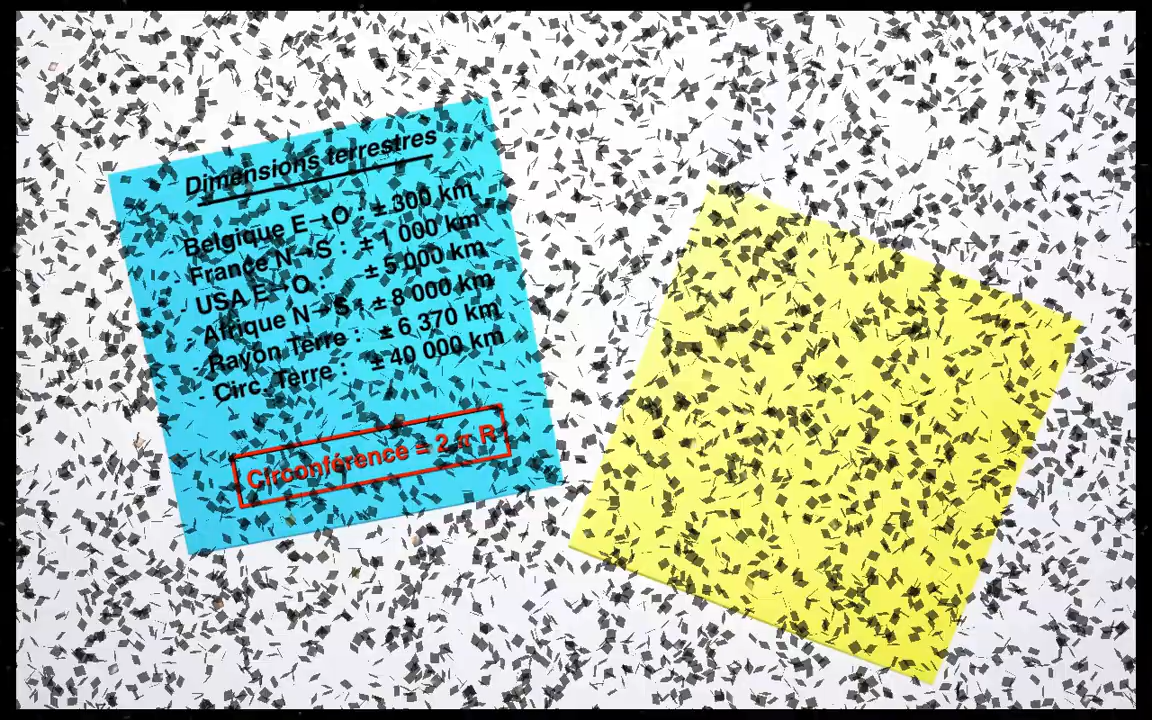 Dimensions terrestres
- Belgique E→O : ± 300 km
- France N→S : ± 1 000 km
- USA E→O : ± 5 000 km
- Afrique N→S : ± 8 000 km
- Rayon Terre : ± 6 370 km
- Circ. Terre : ± 40 000 km
Circonférence = 2 π R